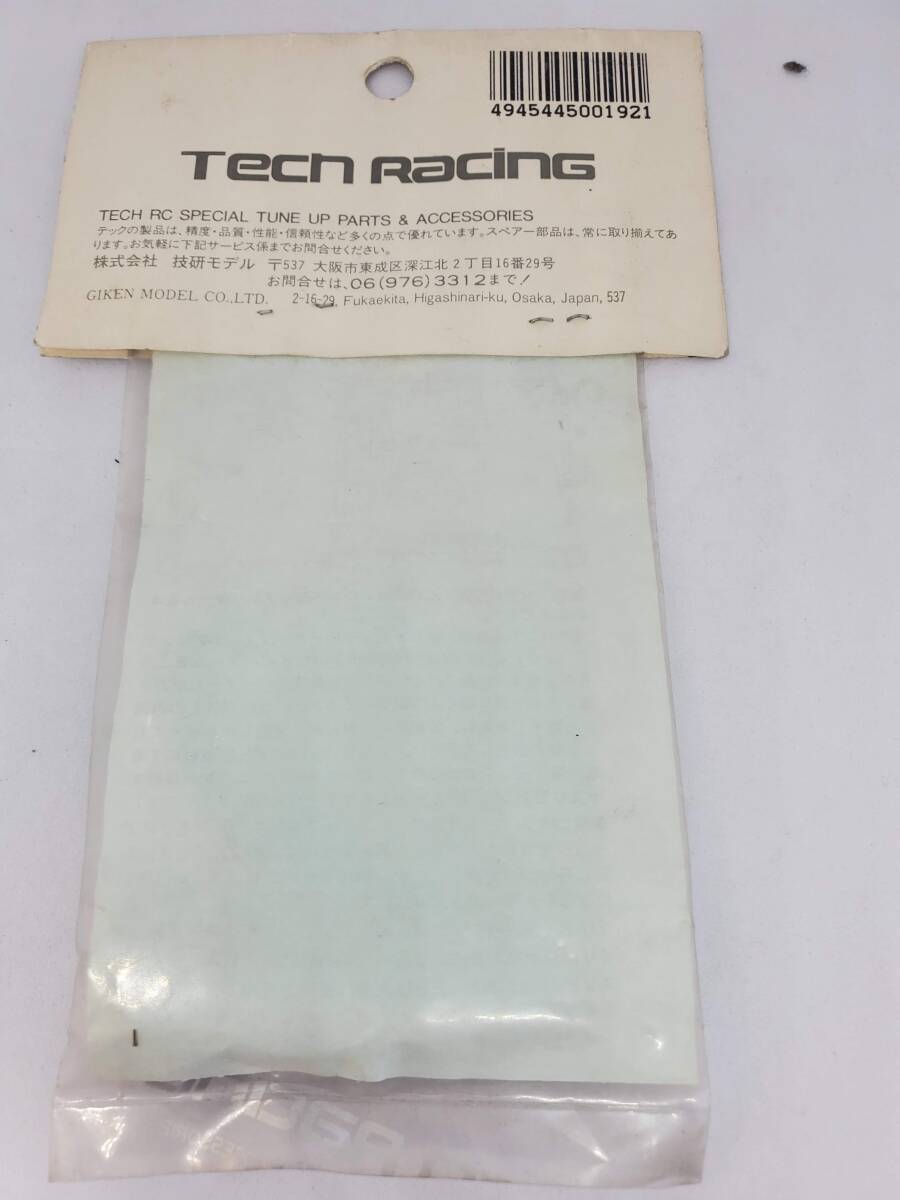 4945445001921
Tech Racing
TECH RC SPECIAL TUNE UP PARTS & ACCESSORIES
テックの製品は、精度・品質・性能・信頼性など多くの点で優れています。スペアー部品は、常に取り揃えてあ
ります。お気軽に下記サービス係までお問合せください。
株式会社 技研モデル 〒537 大阪市東成区深江北2丁目16番29号
お問合せは、06(976)3312まで!
GIKEN MODEL CO.,LTD. 2-16-29, Fukaekita, Higashinari-ku, Osaka, Japan, 537